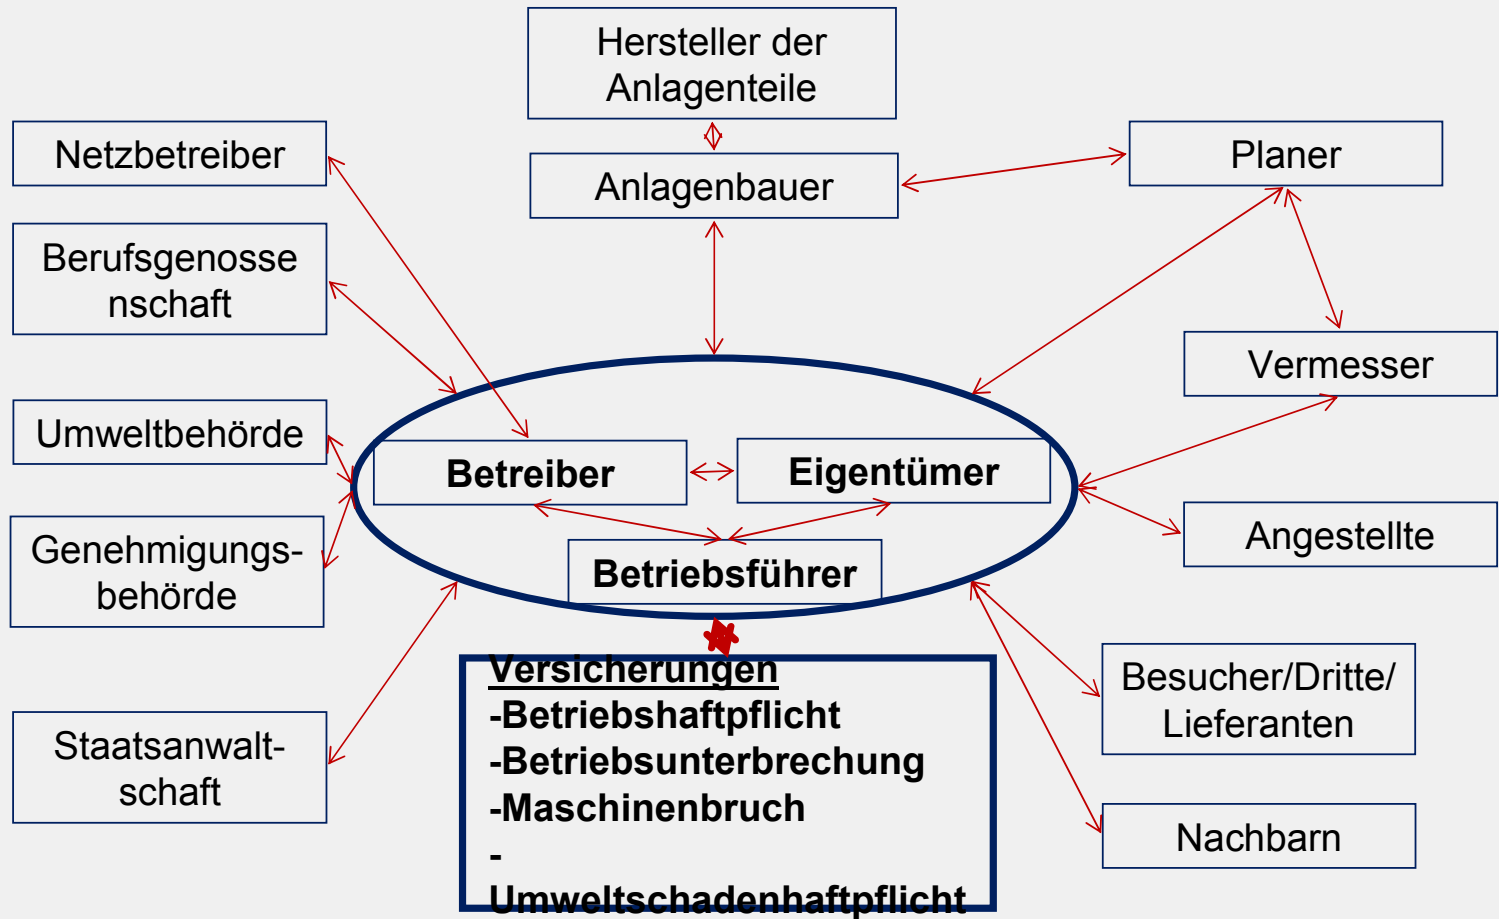 Hersteller der
Anlagenteile
Netzbetreiber
Anlagenbauer
Planer
Berufsgenosse
nschaft
Vermesser
Umweltbehörde
Betreiber
Eigentümer
Genehmigungs-
behörde
Betriebsführer
Angestellte
Versicherungen
-Betriebshaftpflicht
-Betriebsunterbrechung
-Maschinenbruch
-
Umweltschadenhaftpflicht
Besucher/Dritte/
Lieferanten
Staatsanwalt-
schaft
Nachbarn